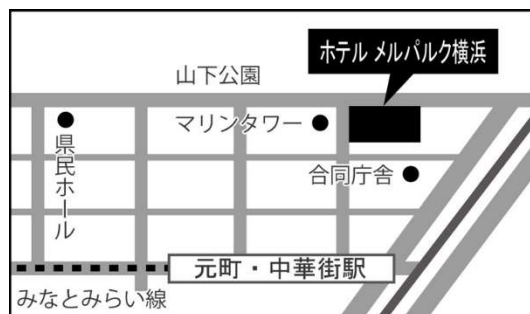 ホテル メルパルク横浜
山下公園
マリンタワー
県民ホール
合同庁舎
元町・中華街駅
みなとみらい線